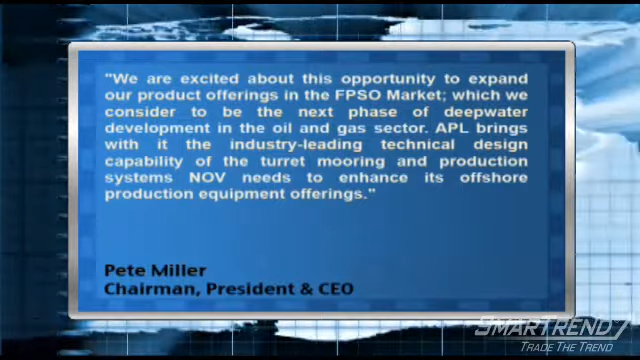 "We are excited about this opportunity to expand
our product offerings in the FPSO Market; which we
consider to be the next phase of deepwater
development in the oil and gas sector. APL brings
with it the industry-leading technical design
capability of the turret mooring and production
systems NOV needs to enhance its offshore
production equipment offerings."
Pete Miller
Chairman, President & CEO
SMARTREND7
TRADE THE TREND